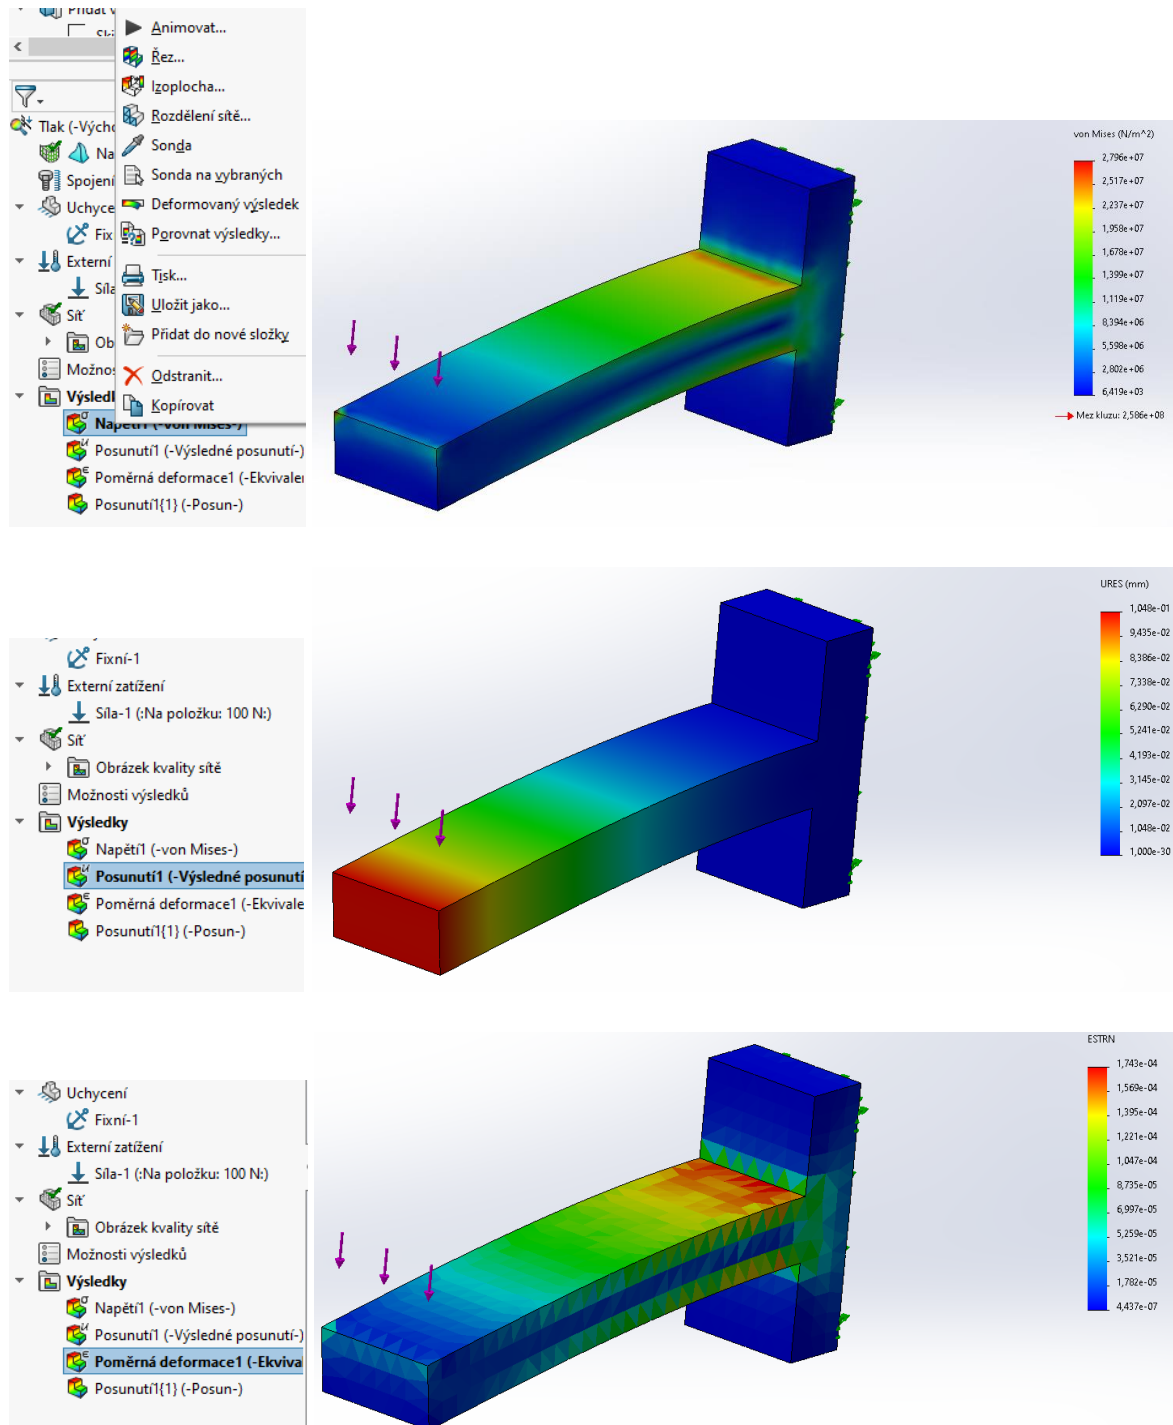 Přidat v
Animovat...
Řez...
Izoplocha...
Rozdělení sítě...
Tlak (-Výcho
Sonda
Na
Sonda na vybraných
Spojení
Deformovaný výsledek
Uchyce
Porovnat výsledky...
Fix
Externí
Tisk...
Síla
Uložit jako...
Síť
Přidat do nové složky
Ob
Možnos
Odstranit...
Výsledk
Kopírovat
Napětí1 (-von Mises-)
Posunutí1 (-Výsledné posunutí-)
Poměrná deformace1 (-Ekvivale
Posunutí1{1} (-Posun-)
von Mises (N/m^2)
2,796e+07
2,517e+07
2,237e+07
1,958e+07
1,678e+07
1,399e+07
1,119e+07
8,394e+06
5,598e+06
2,802e+06
6,419e+03
Mez kluzu: 2,586e+08
Fixní-1
Externí zatížení
Síla-1 (:Na položku: 100 N:)
Síť
Obrázek kvality sítě
Možnosti výsledků
Výsledky
Napětí1 (-von Mises-)
Posunutí1 (-Výsledné posunutí
Poměrná deformace1 (-Ekvivale
Posunutí1{1} (-Posun-)
URES (mm)
1,048e-01
9,435e-02
8,386e-02
7,338e-02
6,290e-02
5,241e-02
4,193e-02
3,145e-02
2,097e-02
1,048e-02
1,000e-30
Uchycení
Fixní-1
Externí zatížení
Síla-1 (:Na položku: 100 N:)
Síť
Obrázek kvality sítě
Možnosti výsledků
Výsledky
Napětí1 (-von Mises-)
Posunutí1 (-Výsledné posunutí-)
Poměrná deformace1 (-Ekviva
Posunutí1{1} (-Posun-)
ESTRN
1,743e-04
1,569e-04
1,395e-04
1,221e-04
1,047e-04
8,735e-05
6,997e-05
5,259e-05
3,521e-05
1,782e-05
4,437e-07